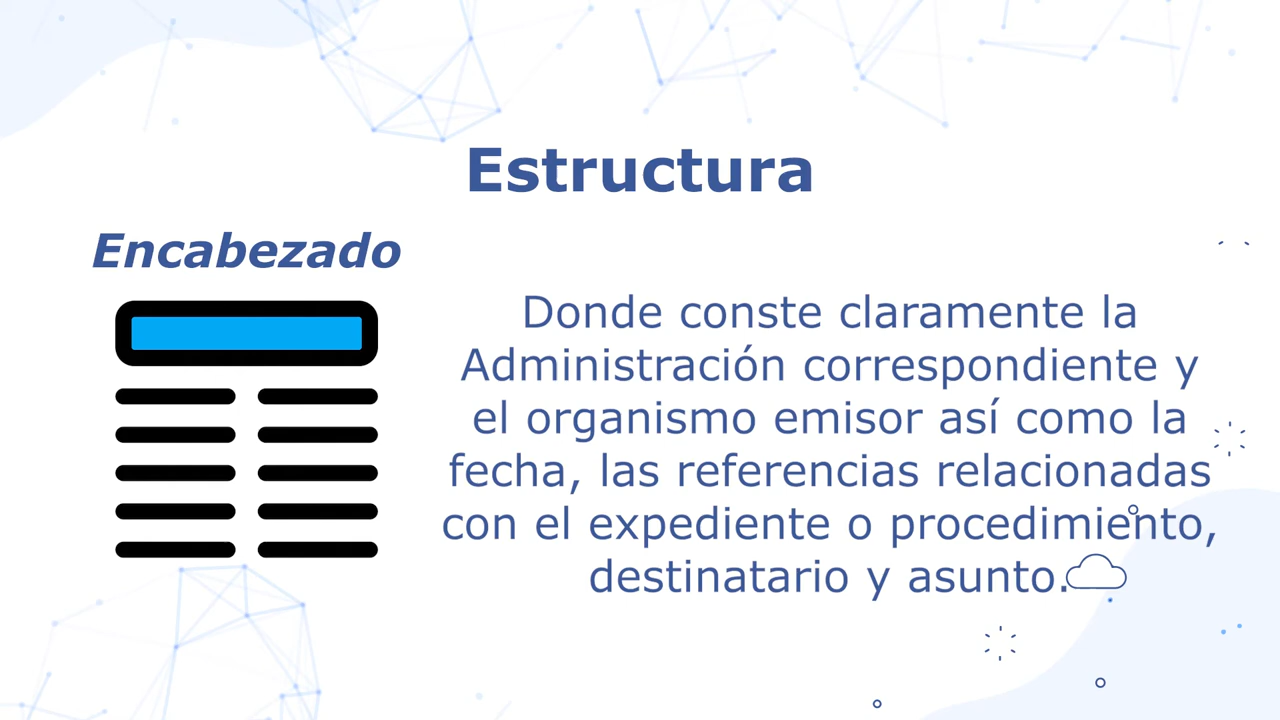 Estructura
Encabezado
Donde conste claramente la
Administración correspondiente y
el organismo emisor así como la
fecha, las referencias relacionadas
con el expediente o procedimiento,
destinatario y asunto.